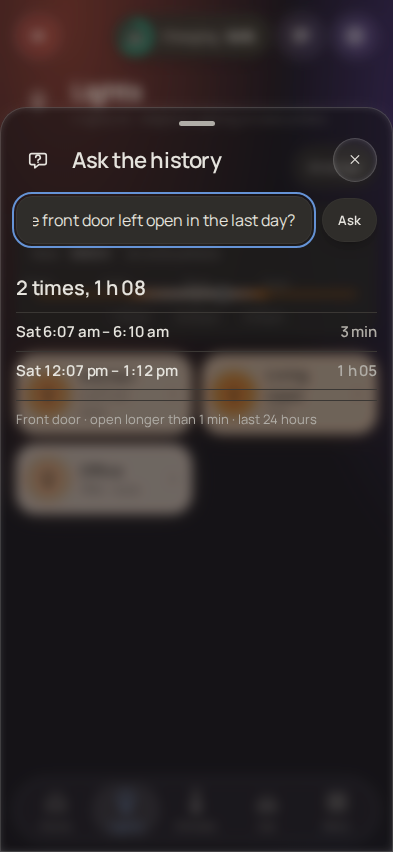 Lights
Ask the history
e front door left open in the last day?
Ask
2 times, 1 h 08
Sat 6:07 am – 6:10 am
3 min
Sat 12:07 pm – 1:12 pm
1 h 05
Front door · open longer than 1 min · last 24 hours